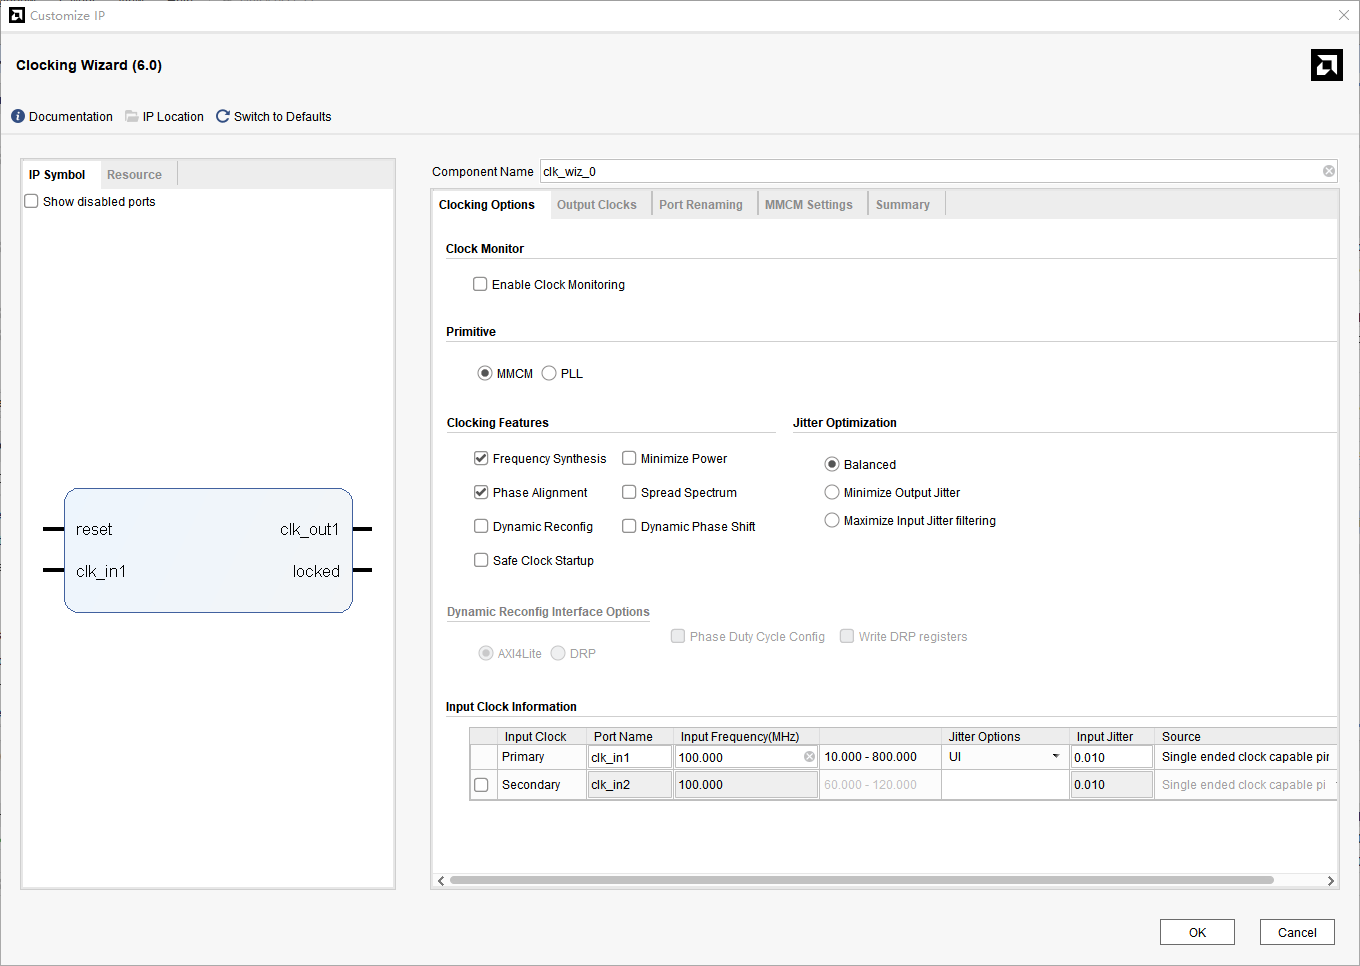 Customize IP
Clocking Wizard (6.0)
Documentation IP Location Switch to Defaults
IP Symbol Resource
Show disabled ports
reset clk_out1
clk_in1 locked
Component Name clk_wiz_0
Clocking Options Output Clocks Port Renaming MMCM Settings Summary
Clock Monitor
Enable Clock Monitoring
Primitive
MMCM PLL
Clocking Features Jitter Optimization
Frequency Synthesis Minimize Power Balanced
Phase Alignment Spread Spectrum Minimize Output Jitter
Dynamic Reconfig Dynamic Phase Shift Maximize Input Jitter filtering
Safe Clock Startup
Dynamic Reconfig Interface Options
Phase Duty Cycle Config Write DRP registers
AXI4Lite DRP
Input Clock Information
Input Clock Port Name Input Frequency(MHz) Jitter Options Input Jitter Source
Primary clk_in1 100.000 10.000 - 800.000 UI 0.010 Single ended clock capable pin
Secondary clk_in2 100.000 60.000 - 120.000 0.010 Single ended clock capable pi
OK Cancel